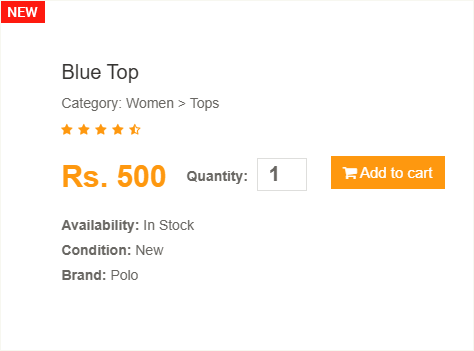 NEW
Blue Top
Category: Women > Tops
Rs. 500 Quantity: 1 Add to cart
Availability: In Stock
Condition: New
Brand: Polo